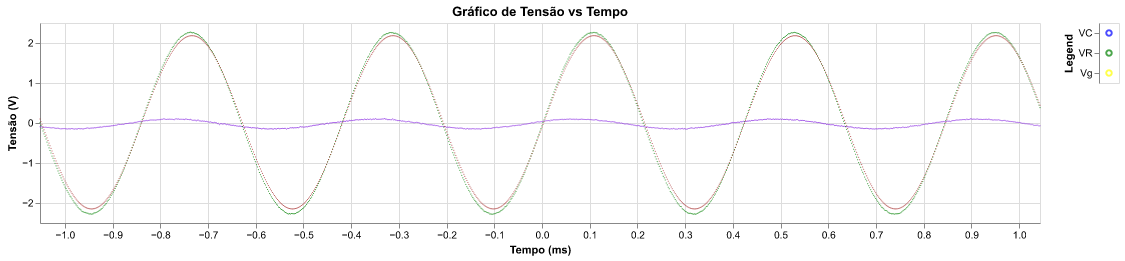 Gráfico de Tensão vs Tempo
Tensão (V)
2
1
0
−1
−2
−1.0 −0.9 −0.8 −0.7 −0.6 −0.5 −0.4 −0.3 −0.2 −0.1 0.0 0.1 0.2 0.3 0.4 0.5 0.6 0.7 0.8 0.9 1.0
Tempo (ms)
Legend
VC
VR
Vg